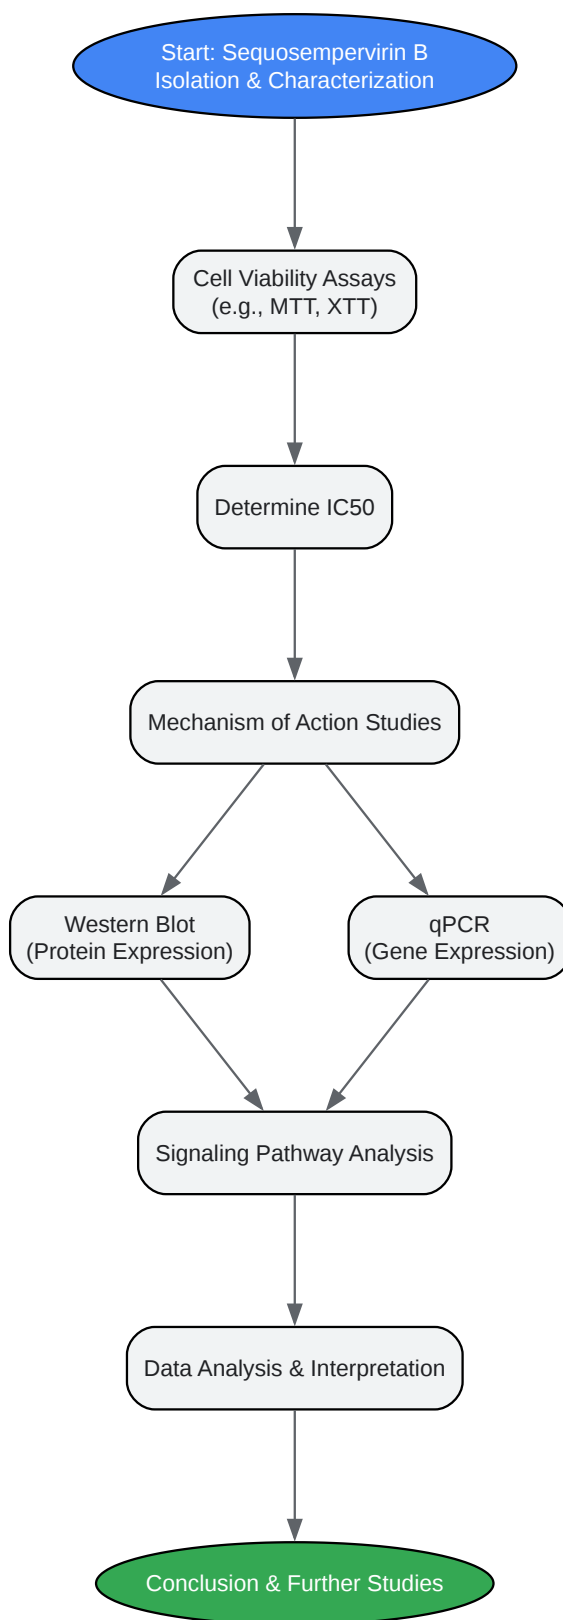 Start: Sequosempervirin B
Isolation & Characterization
Cell Viability Assays
(e.g., MTT, XTT)
Determine IC50
Mechanism of Action Studies
Western Blot
(Protein Expression)
qPCR
(Gene Expression)
Signaling Pathway Analysis
Data Analysis & Interpretation
Conclusion & Further Studies